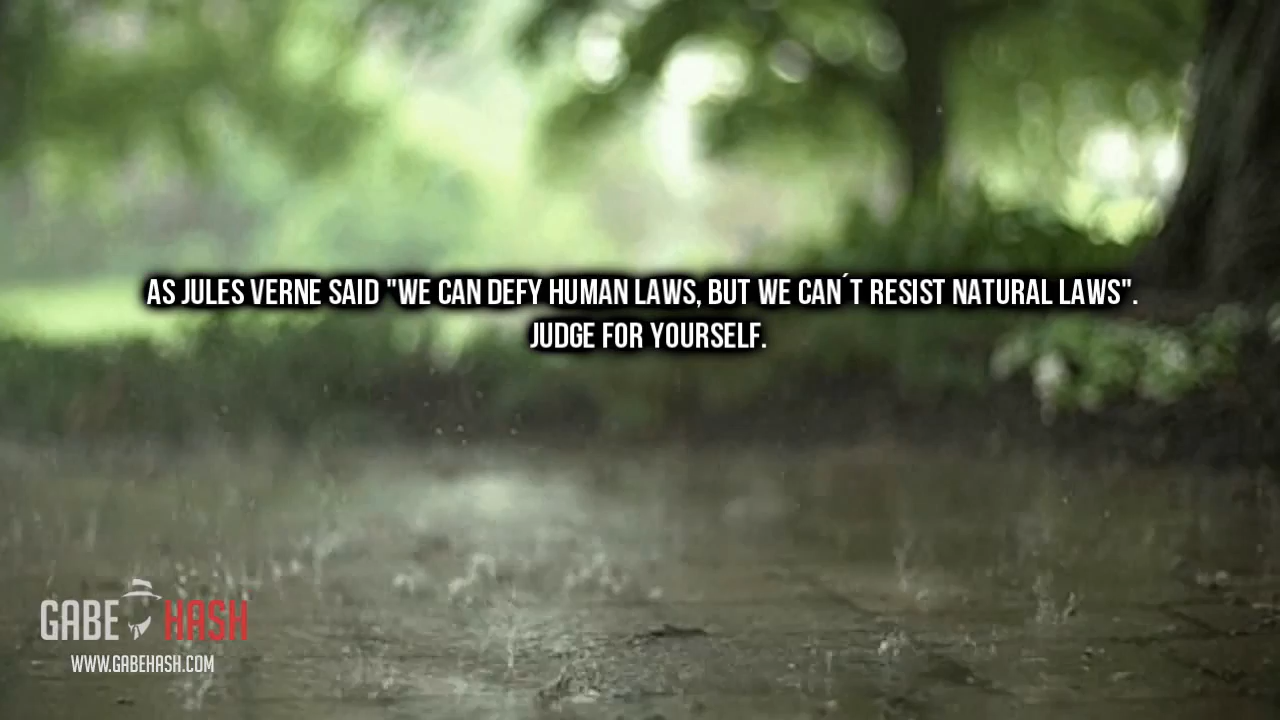 AS JULES VERNE SAID "WE CAN DEFY HUMAN LAWS, BUT WE CAN´T RESIST NATURAL LAWS".
JUDGE FOR YOURSELF.
GABE HASH
WWW.GABEHASH.COM